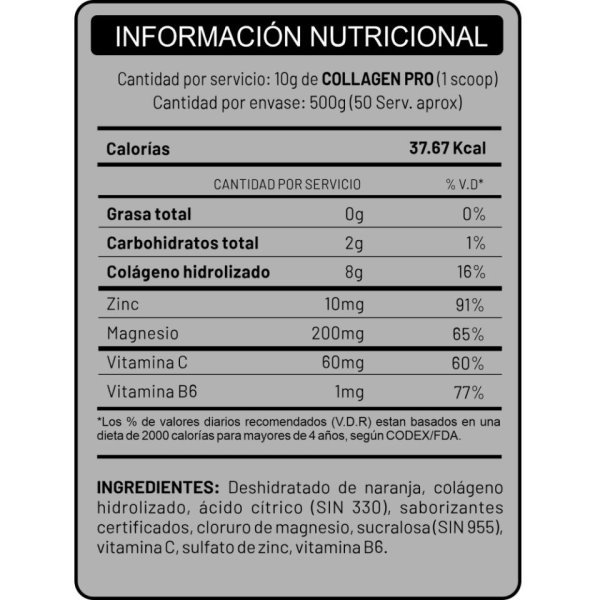 INFORMACIÓN NUTRICIONAL
Cantidad por servicio: 10g de COLLAGEN PRO (1 scoop)
Cantidad por envase: 500g (50 Serv. aprox)
Calorías 37.67 Kcal
CANTIDAD POR SERVICIO % V.D*
Grasa total 0g 0%
Carbohidratos total 2g 1%
Colágeno hidrolizado 8g 16%
Zinc 10mg 91%
Magnesio 200mg 65%
Vitamina C 60mg 60%
Vitamina B6 1mg 77%
*Los % de valores diarios recomendados (V.D.R) estan basados en una
dieta de 2000 calorías para mayores de 4 años, según CODEX/FDA.
INGREDIENTES: Deshidratado de naranja, colágeno
hidrolizado, ácido cítrico (SIN 330), saborizantes
certificados, cloruro de magnesio, sucralosa (SIN 955),
vitamina C, sulfato de zinc, vitamina B6.